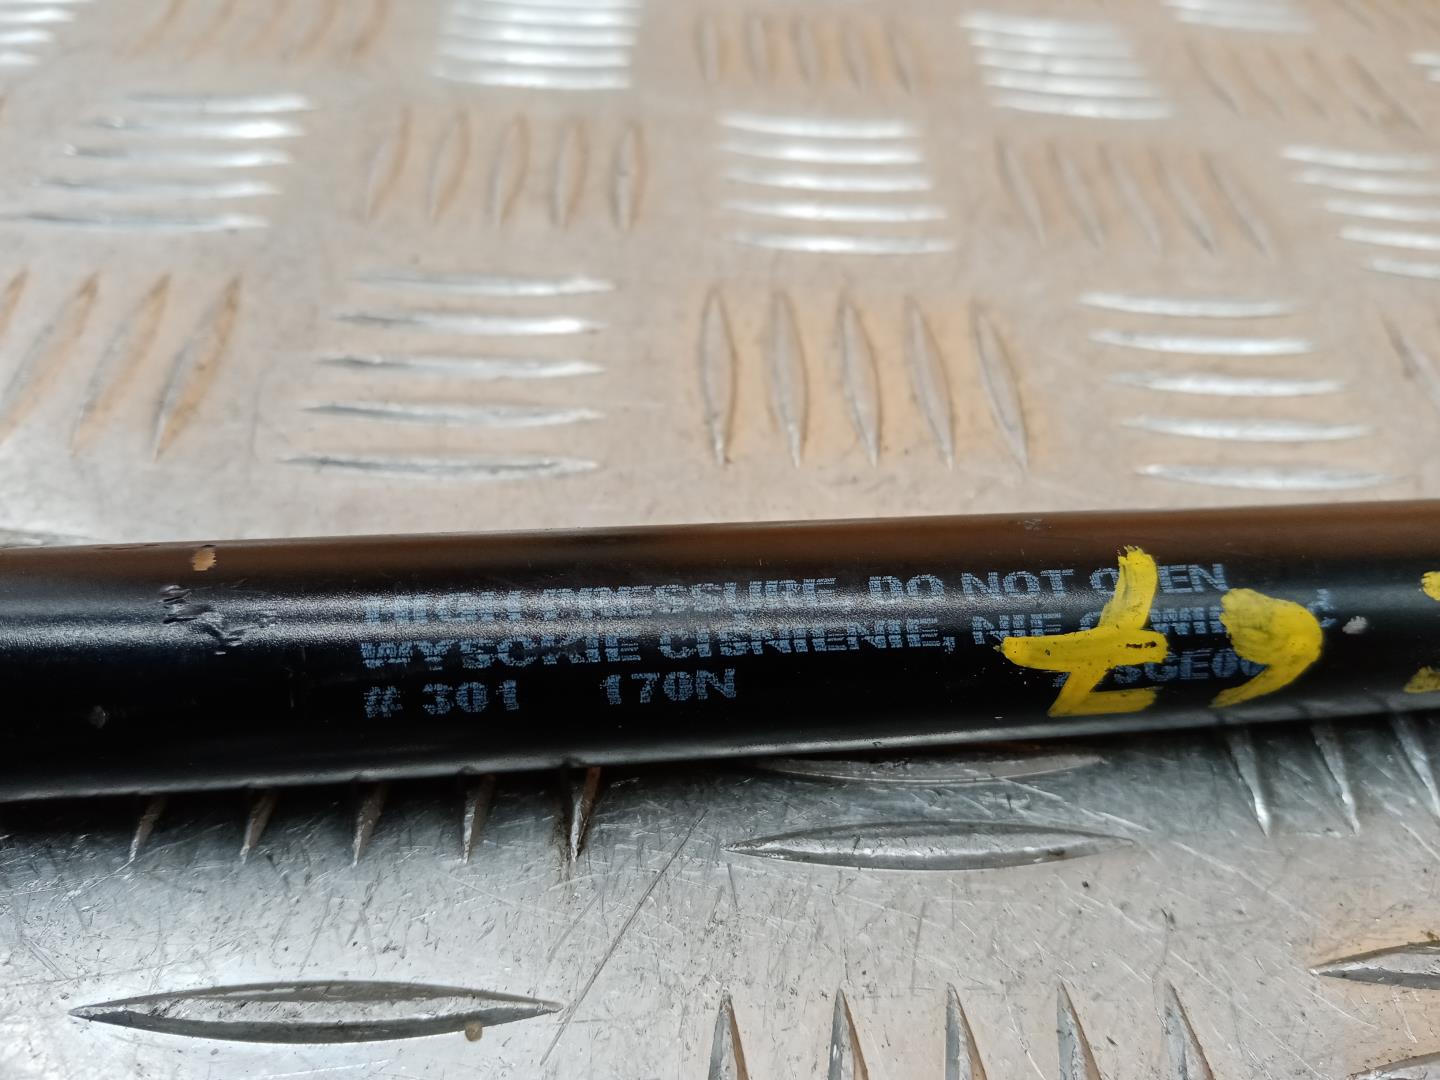 HIGH PRESSURE, DO NOT OPEN
WYSOKIE CIŚNIENIE, NIE
# 301 170N